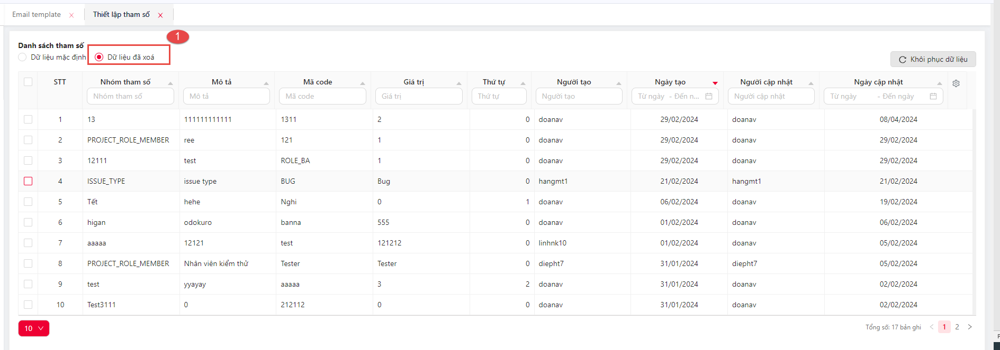 Email template
Thiết lập tham số
1
Danh sách tham số
Dữ liệu mặc định Dữ liệu đã xoá
Khôi phục dữ liệu
STT Nhóm tham số Mô tả Mã code Giá trị Thứ tự Người tạo Ngày tạo Người cập nhật Ngày cập nhật
Nhóm tham số Mô tả Mã code Giá trị Thứ tự Người tạo Từ ngày - Đến n... Người cập nhật Từ ngày - Đến ngày
1 13 111111111111 1311 2 0 doanav 29/02/2024 doanav 08/04/2024
2 PROJECT_ROLE_MEMBER ree 121 1 0 doanav 29/02/2024 doanav 29/02/2024
3 12111 test ROLE_BA 1 0 doanav 29/02/2024 doanav 29/02/2024
4 ISSUE_TYPE issue type BUG Bug 0 hangmt1 21/02/2024 hangmt1 21/02/2024
5 Tết hehe Nghi 0 1 doanav 06/02/2024 doanav 19/02/2024
6 higan odokuro banna 555 0 doanav 01/02/2024 doanav 06/02/2024
7 aaaaa 12121 test 121212 0 linhnk10 01/02/2024 doanav 05/02/2024
8 PROJECT_ROLE_MEMBER Nhân viên kiểm thử Tester Tester 0 diepht7 31/01/2024 diepht7 05/02/2024
9 test yyayay aaaaa 3 2 doanav 31/01/2024 doanav 02/02/2024
10 Test3111 0 212112 0 0 doanav 31/01/2024 doanav 02/02/2024
10
Tổng số: 17 bản ghi 1 2